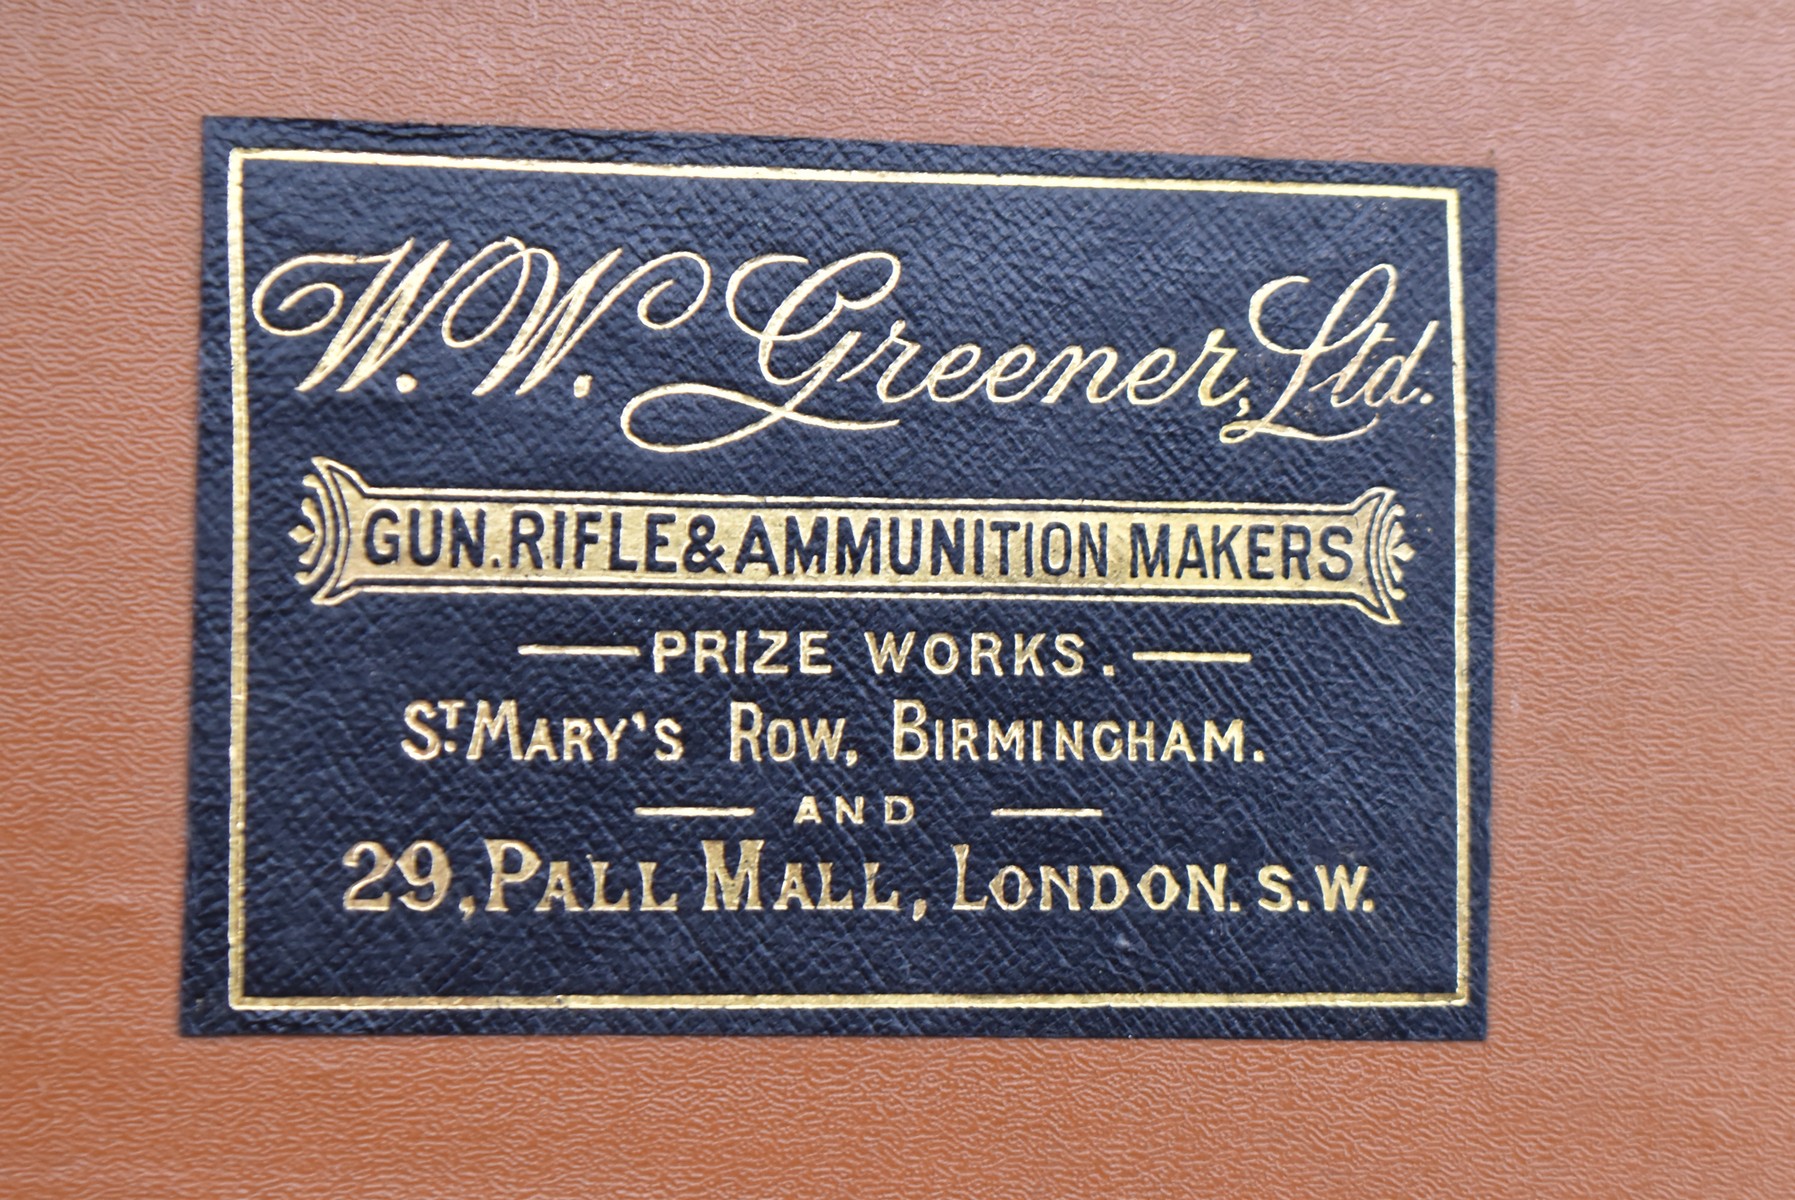 W. W. Greener, Ltd.
GUN. RIFLE & AMMUNITION MAKERS
PRIZE WORKS.
ST. MARY'S ROW, BIRMINGHAM.
AND
29, PALL MALL, LONDON. S.W.